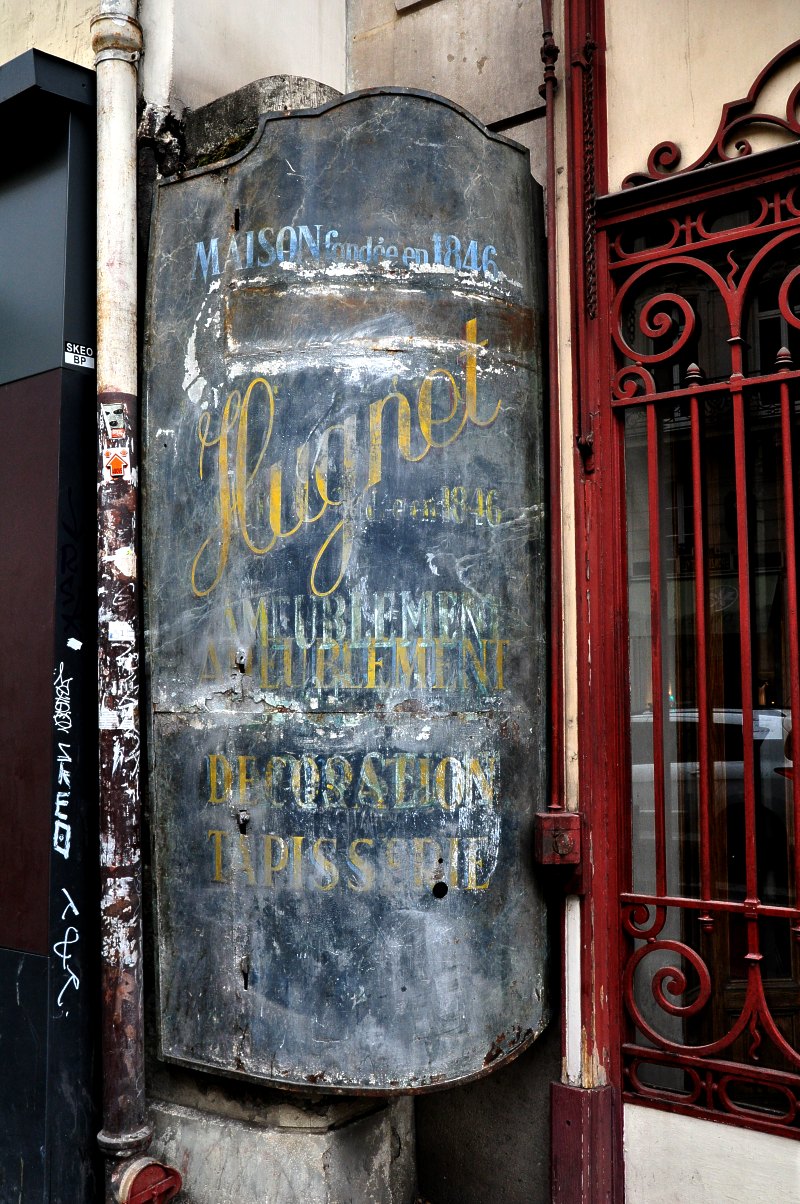 MAISON fondée en 1846
Hugnet
en 1846
AMEUBLEMENT
AMEUBLEMENT
DECORATION
TAPISSERIE
SKEO
BP